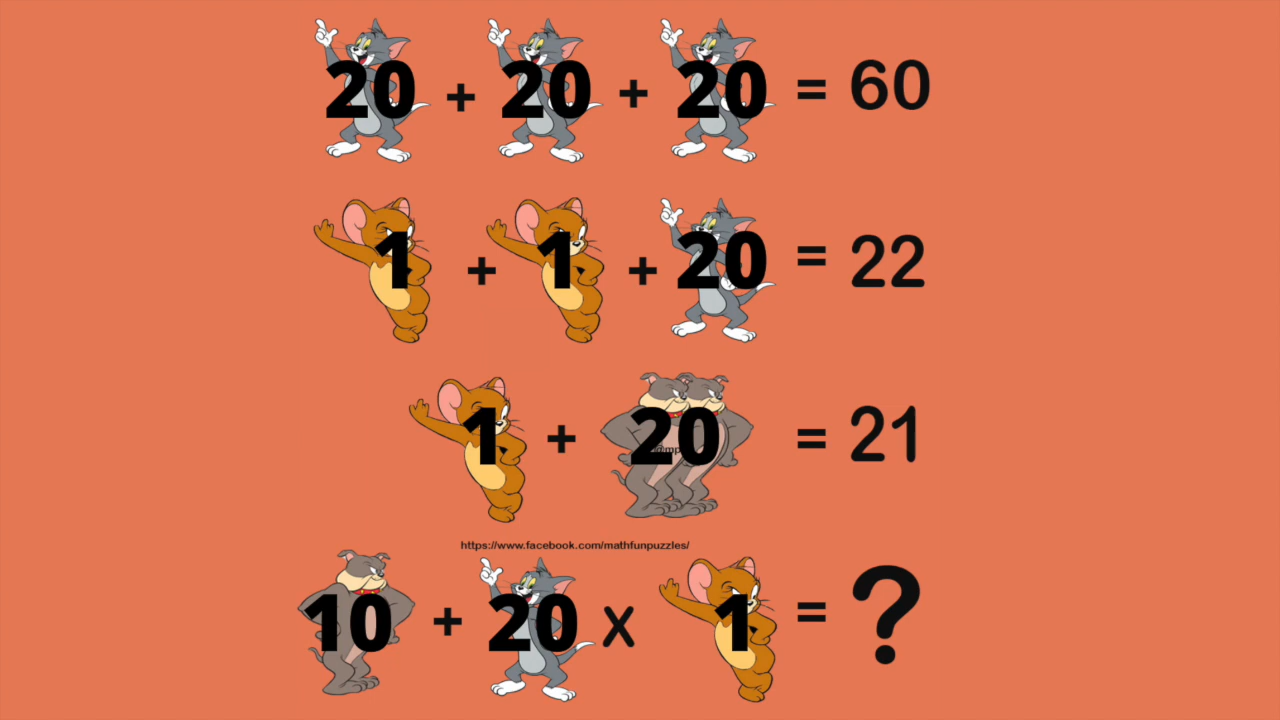 20 + 20 + 20 = 60
1 + 1 + 20 = 22
1 + 20 = 21
https://www.facebook.com/mathfunpuzzles/
10 + 20 x 1 = ?